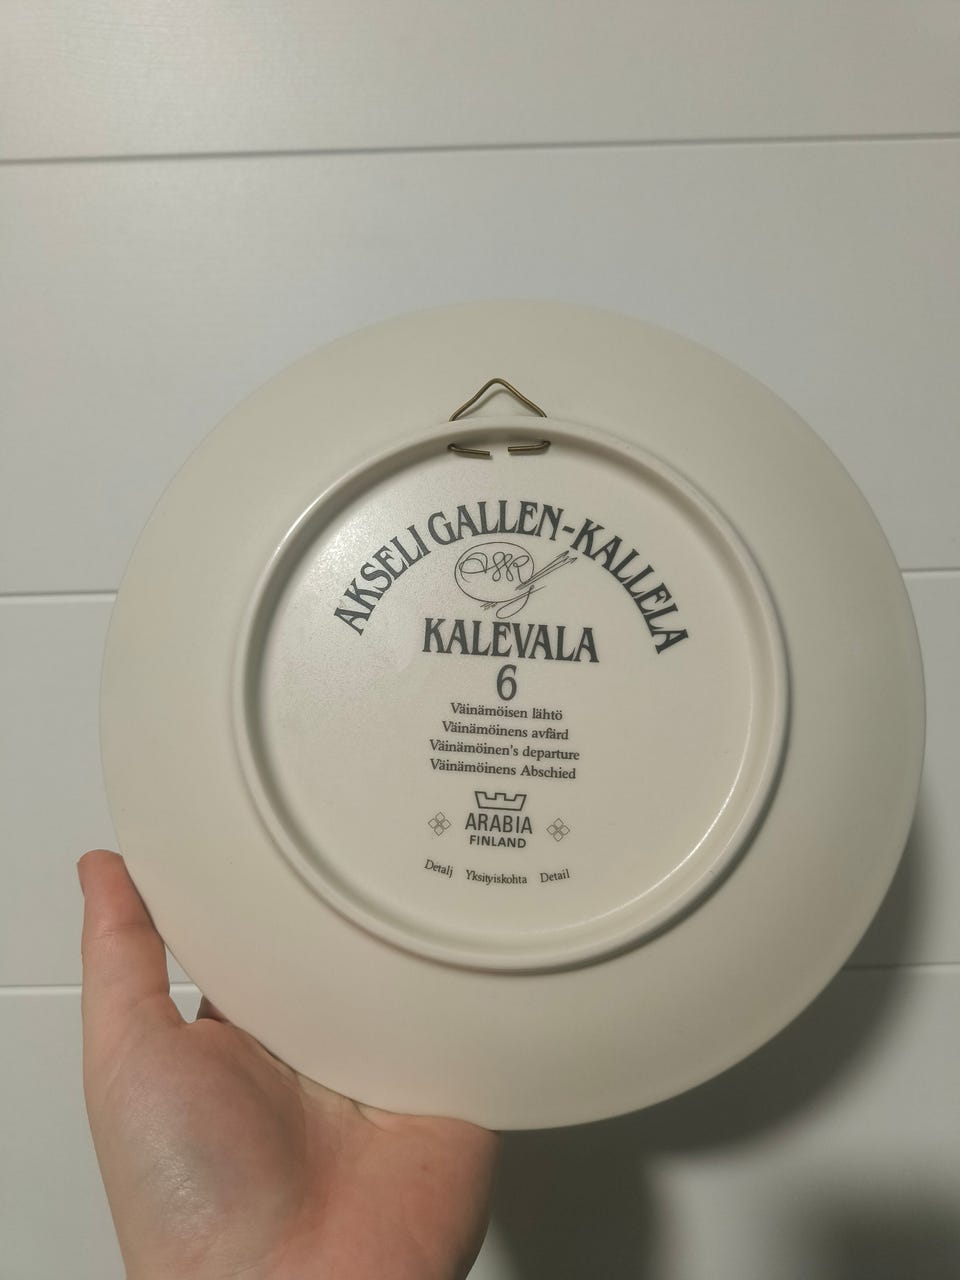 AKSELI GALLEN-KALLELA
KALEVALA
6
Väinämöisen lähtö
Väinämöinens avfärd
Väinämöinen's departure
Väinämöinens Abschied
ARABIA
FINLAND
Detalj Yksityiskohta Detail